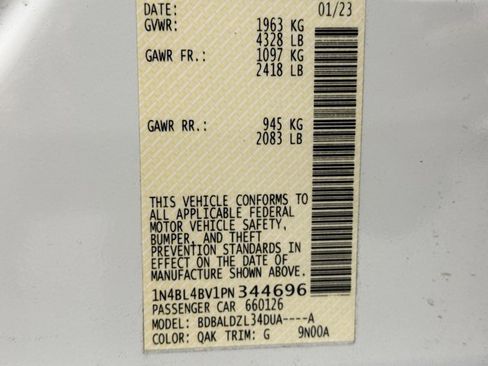 DATE: 01/23
GVWR: 1963 KG
4328 LB
GAWR FR.: 1097 KG
2418 LB
GAWR RR.: 945 KG
2083 LB
THIS VEHICLE CONFORMS TO
ALL APPLICABLE FEDERAL
MOTOR VEHICLE SAFETY,
BUMPER, AND THEFT
PREVENTION STANDARDS IN
EFFECT ON THE DATE OF
MANUFACTURE SHOWN ABOVE.
1N4BL4BV1PN344696
PASSENGER CAR 660126
MODEL: BDBALDZL34DUA----A
COLOR: QAK TRIM: G 9N00A